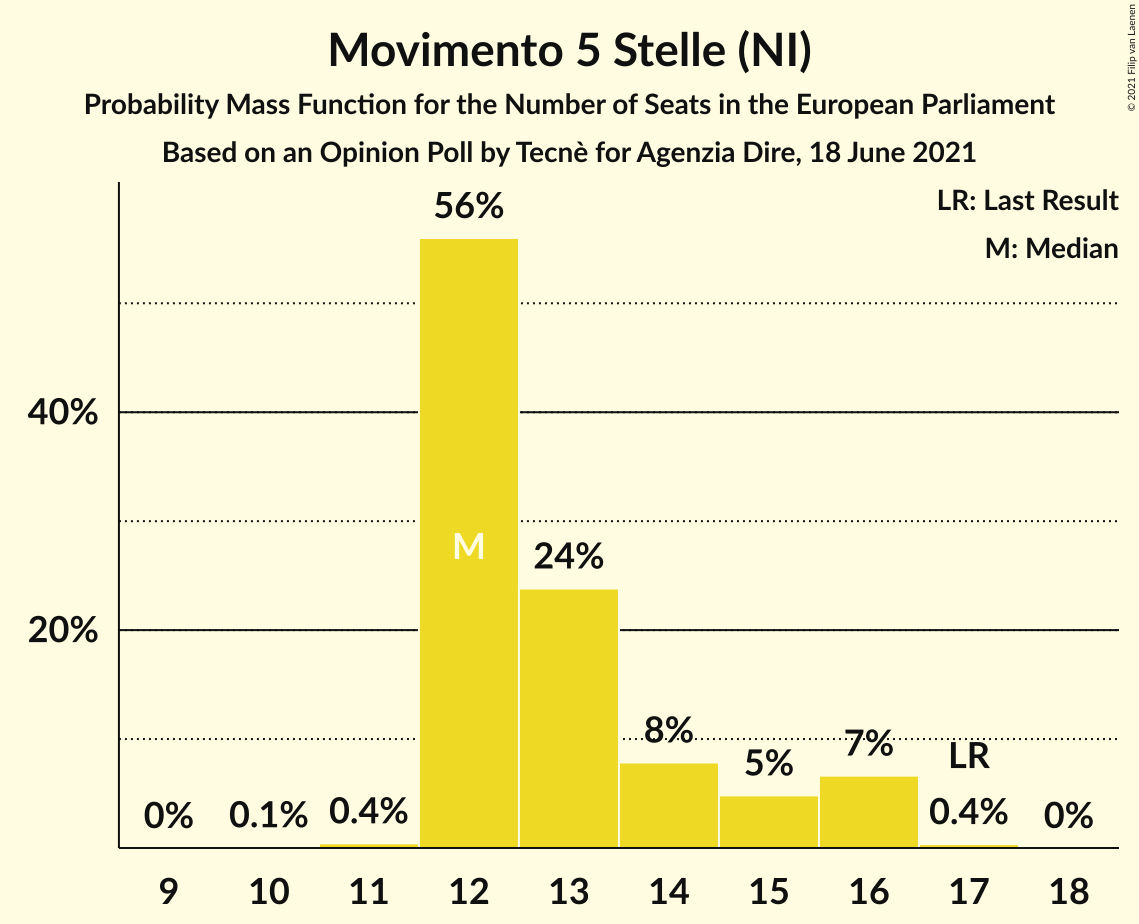 Movimento 5 Stelle (NI)
Probability Mass Function for the Number of Seats in the European Parliament
Based on an Opinion Poll by Tecnè for Agenzia Dire, 18 June 2021
© 2021 Filip van Laenen
LR: Last Result
M: Median
56%
40%
M
24%
20%
8%
5%
7%
LR
0%
0.1%
0.4%
0.4%
0%
9 10 11 12 13 14 15 16 17 18